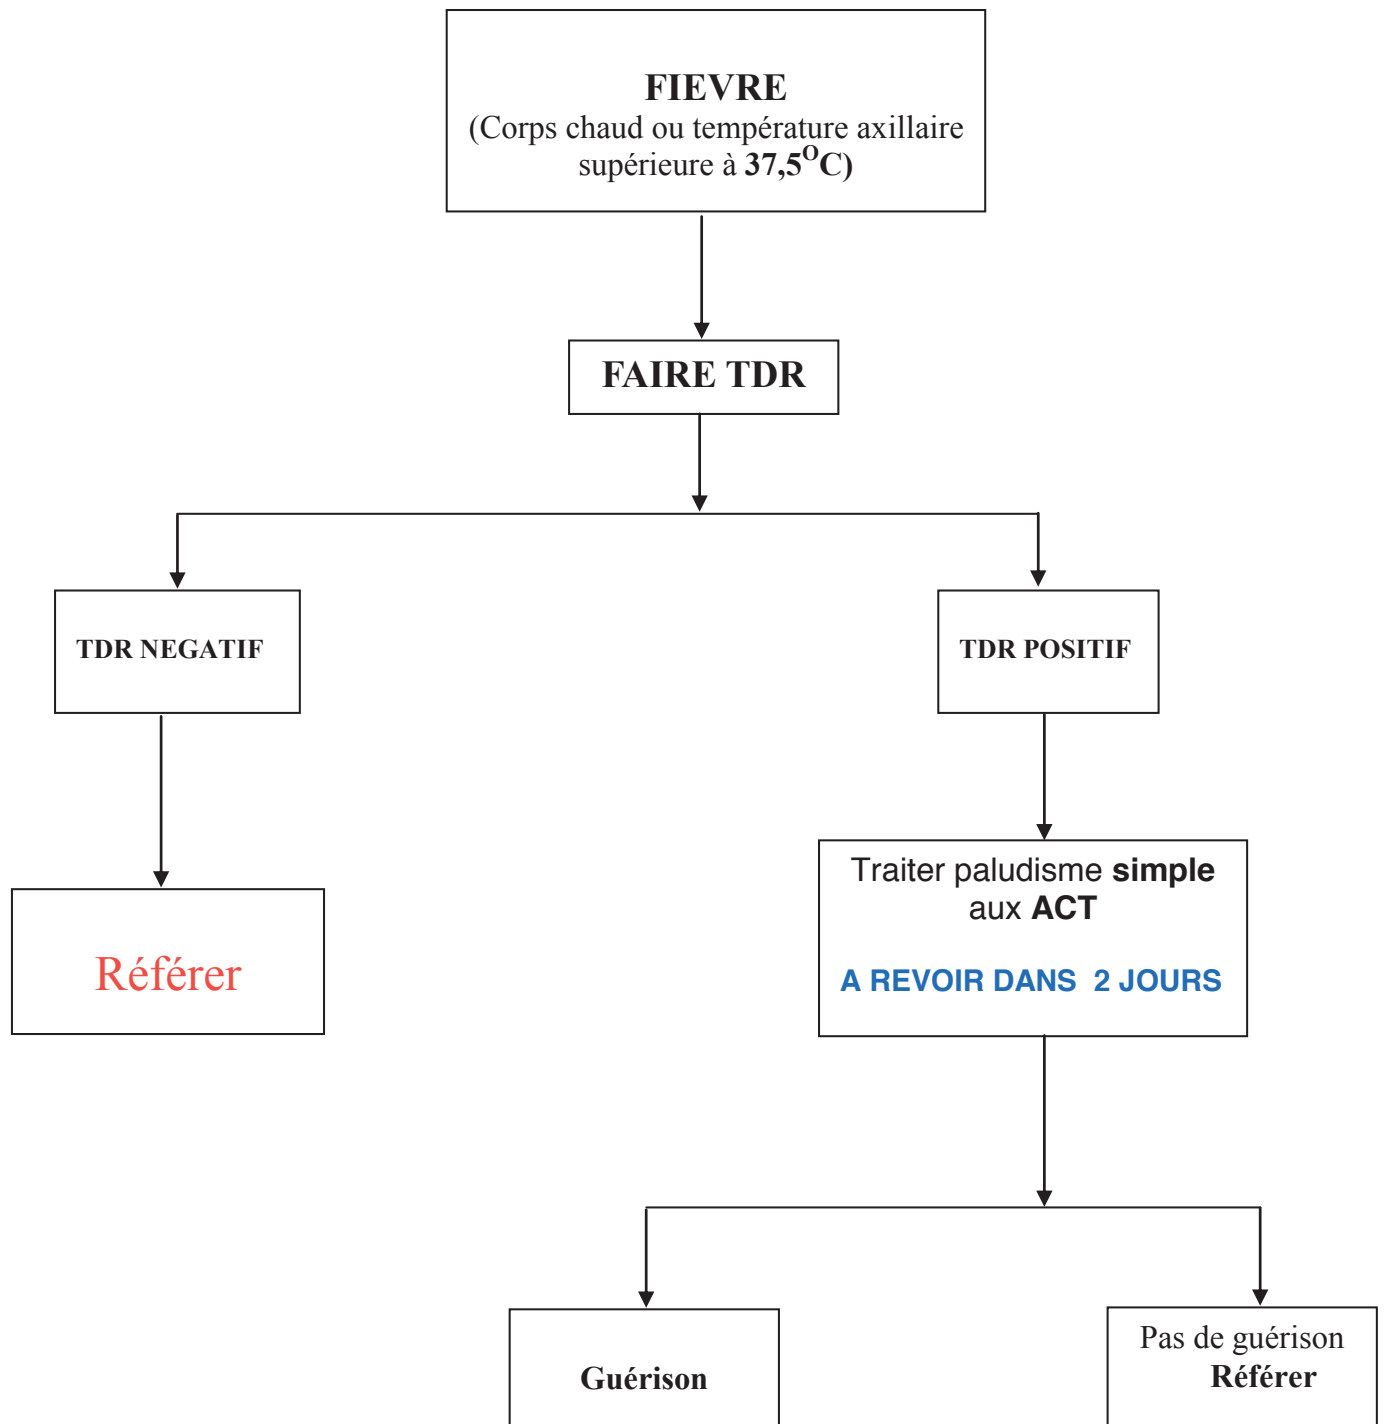 FIEVRE
(Corps chaud ou température axillaire
supérieure à 37,5OC)
FAIRE TDR
TDR NEGATIF
TDR POSITIF
Traiter paludisme simple
aux ACT
A REVOIR DANS 2 JOURS
Référer
Guérison
Pas de guérison
Référer